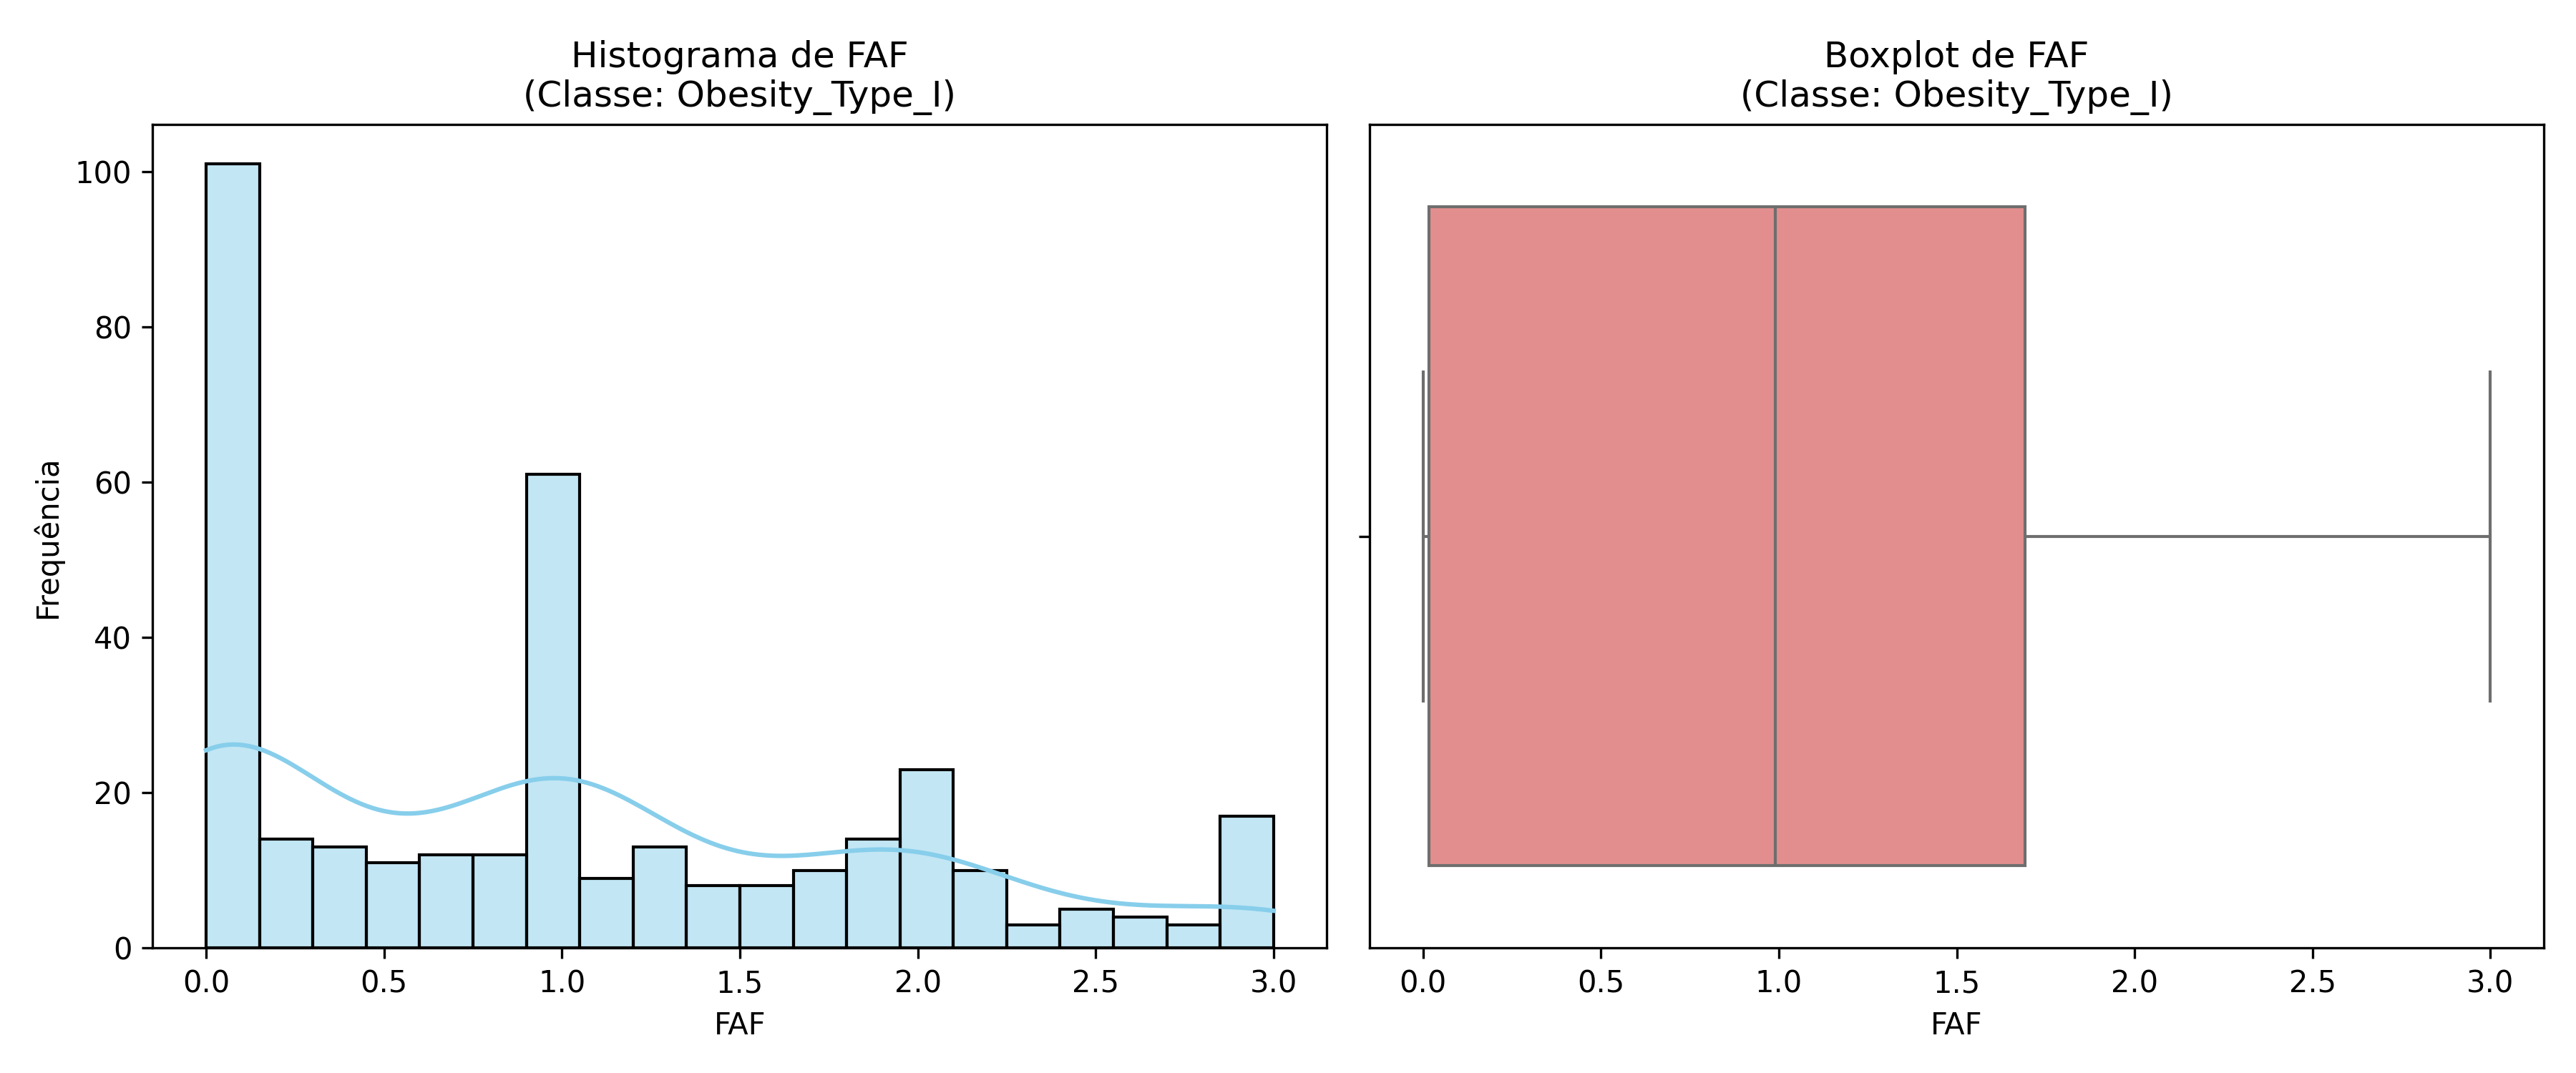 Histograma de FAF
(Classe: Obesity_Type_I)
100
80
60
40
20
0
Frequência
0.0 0.5 1.0 1.5 2.0 2.5 3.0
FAF
Boxplot de FAF
(Classe: Obesity_Type_I)
0.0 0.5 1.0 1.5 2.0 2.5 3.0
FAF